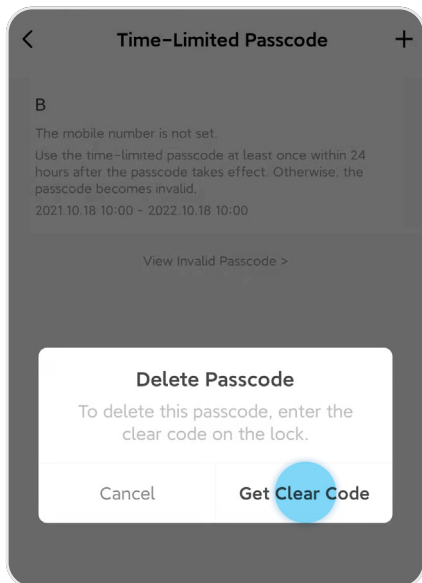 Time-Limited Passcode
B
The mobile number is not set.
Use the time-limited passcode at least once within 24
hours after the passcode takes effect. Otherwise, the
passcode becomes invalid.
2021.10.18 10:00 - 2022.10.18 10:00
View Invalid Passcode >
Delete Passcode
To delete this passcode, enter the
clear code on the lock.
Cancel
Get Clear Code